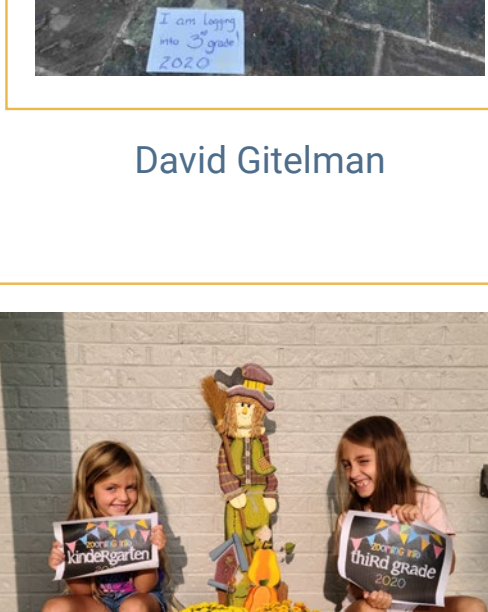 I am logging
into 3rd grade!
2020
David Gitelman
ZOOMING INTO
kindeRgarten
ZOOMING INTO
thiRd gRade
2020